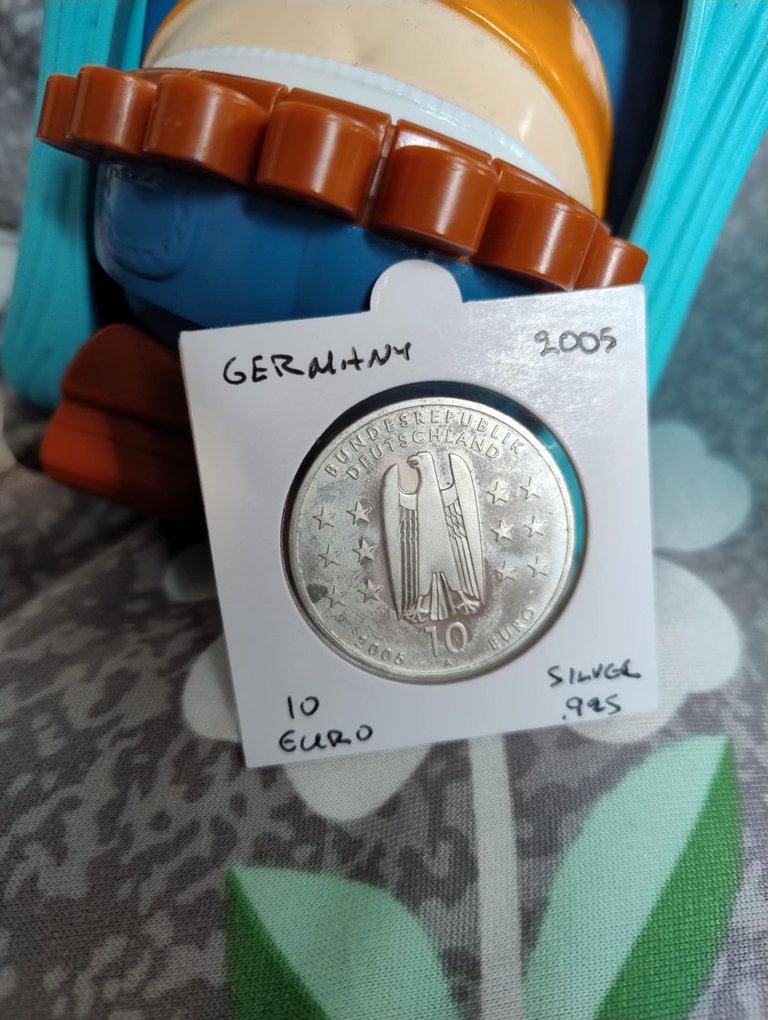 GERMANY
2005
BUNDESREPUBLIK
DEUTSCHLAND
2005
A
EURO
10
10
EURO
SILVER
.925